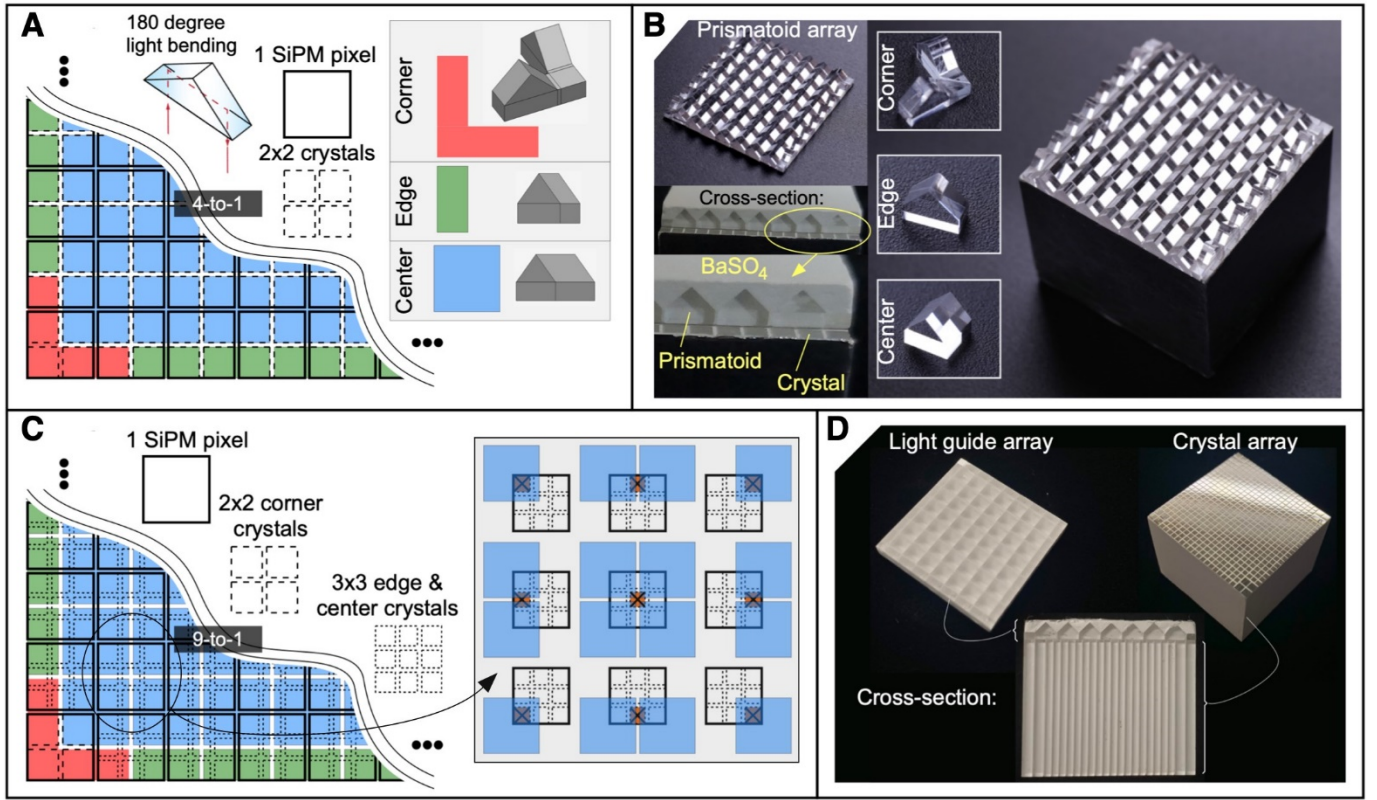 A
180 degree
light bending
1 SiPM pixel
2x2 crystals
4-to-1
Corner
Edge
Center
B
Prismatoid array
Cross-section:
BaSO4
Prismatoid
Crystal
Corner
Edge
Center
C
1 SiPM pixel
2x2 corner
crystals
3x3 edge &
center crystals
9-to-1
D
Light guide array
Crystal array
Cross-section: